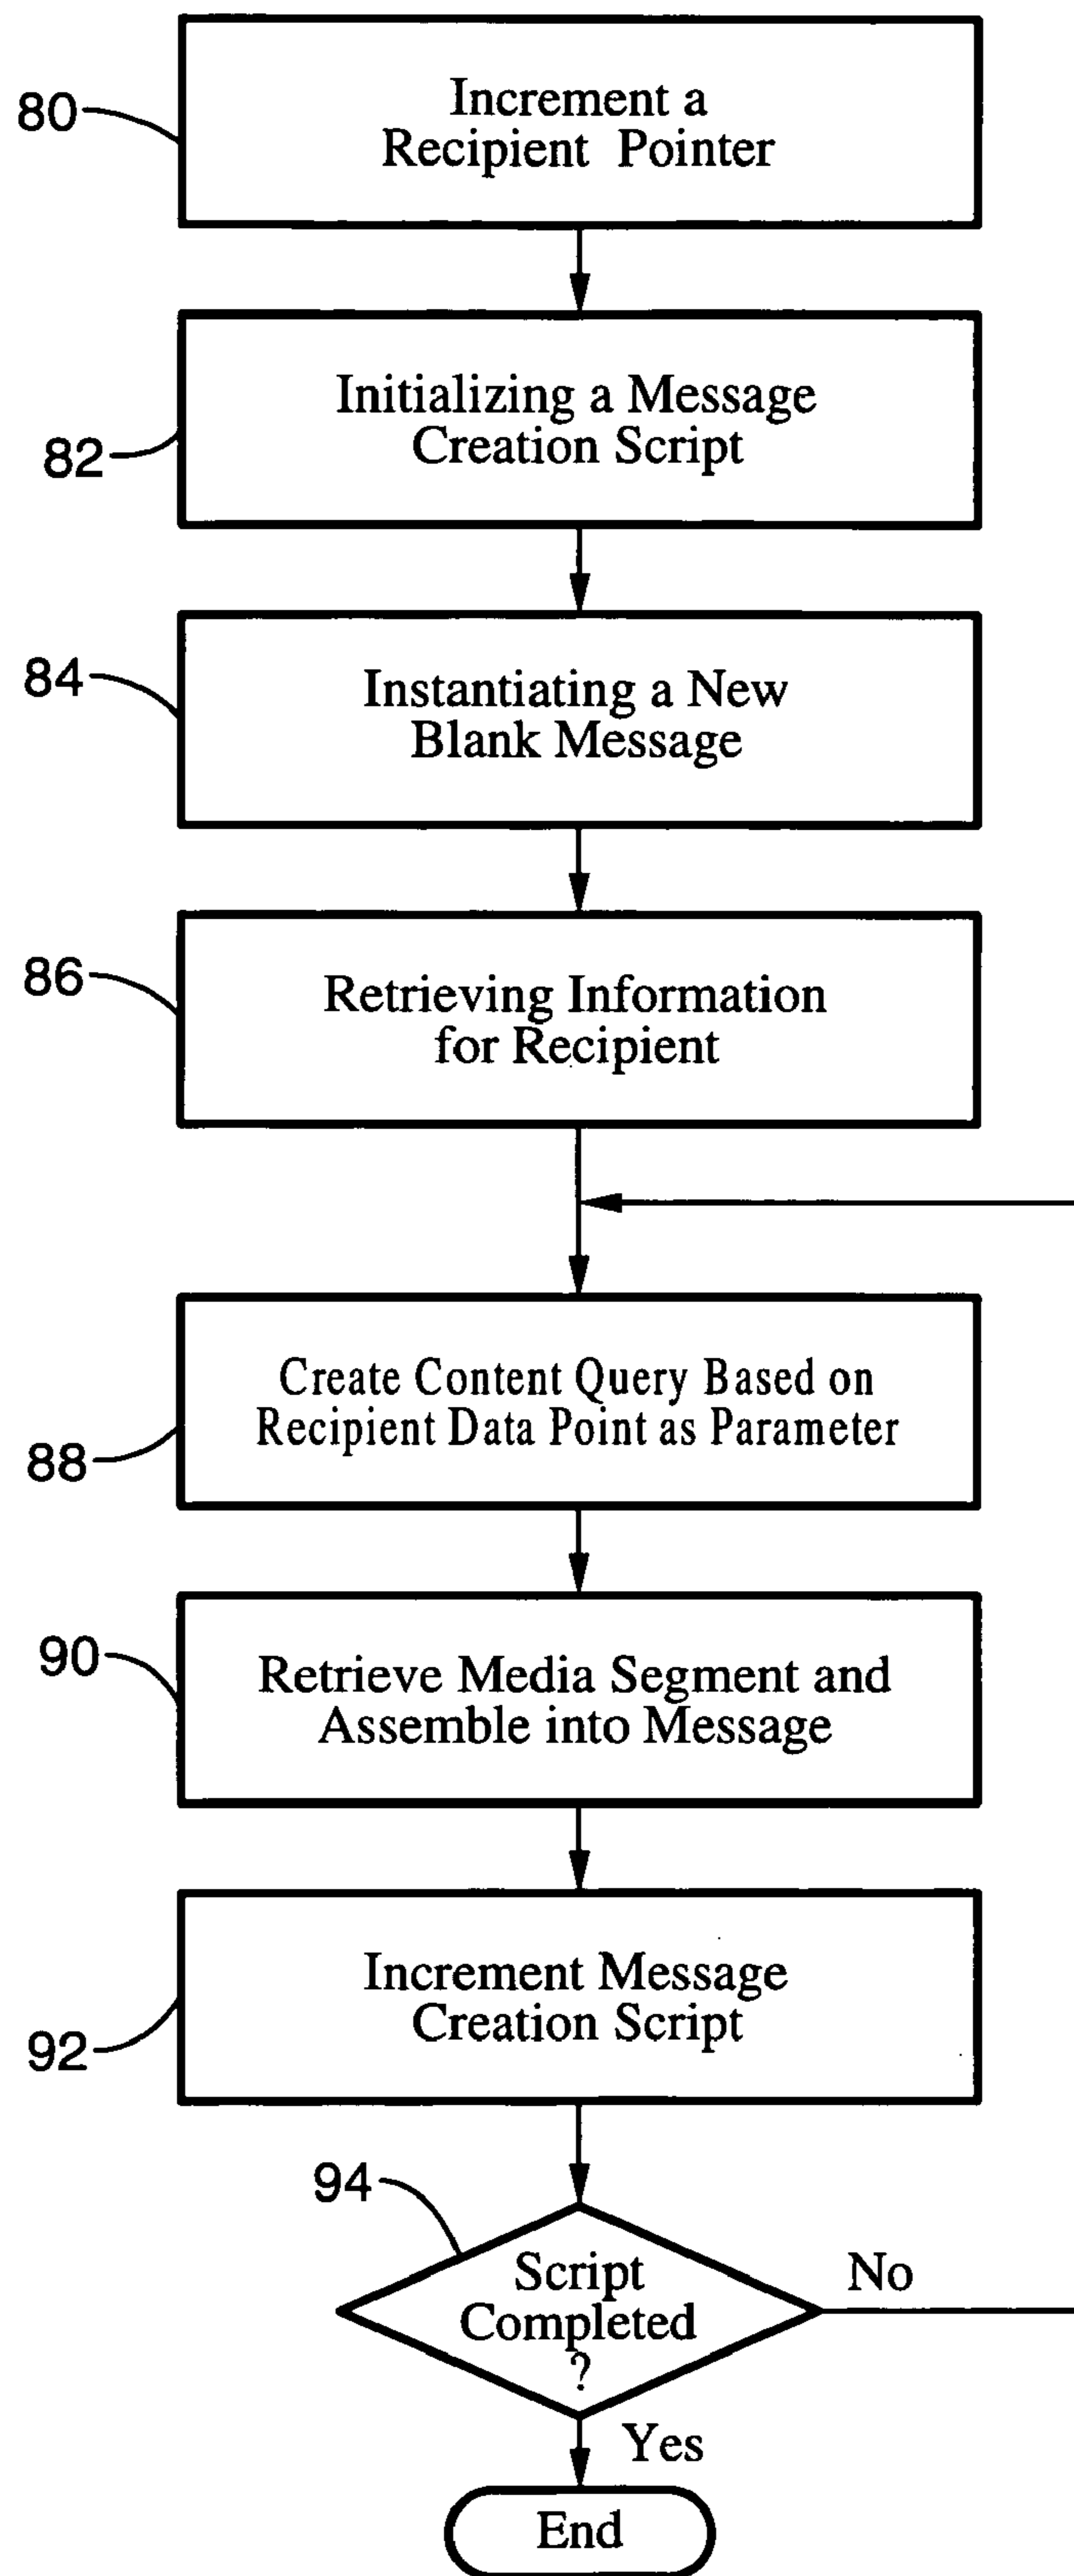 80
Increment a
Recipient Pointer
82
Initializing a Message
Creation Script
84
Instantiating a New
Blank Message
86
Retrieving Information
for Recipient
88
Create Content Query Based on
Recipient Data Point as Parameter
90
Retrieve Media Segment and
Assemble into Message
92
Increment Message
Creation Script
94
Script
Completed
?
No
Yes
End